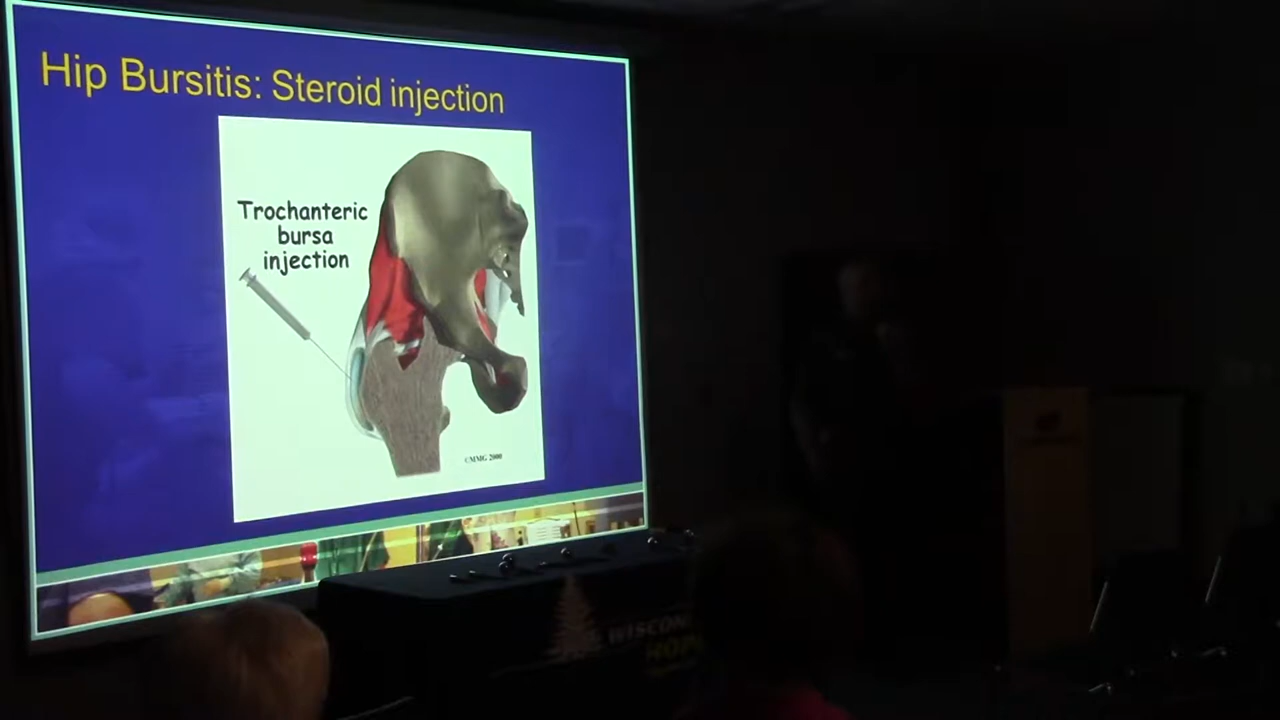 Hip Bursitis: Steroid injection
Trochanteric
bursa
injection
©MMG 2000